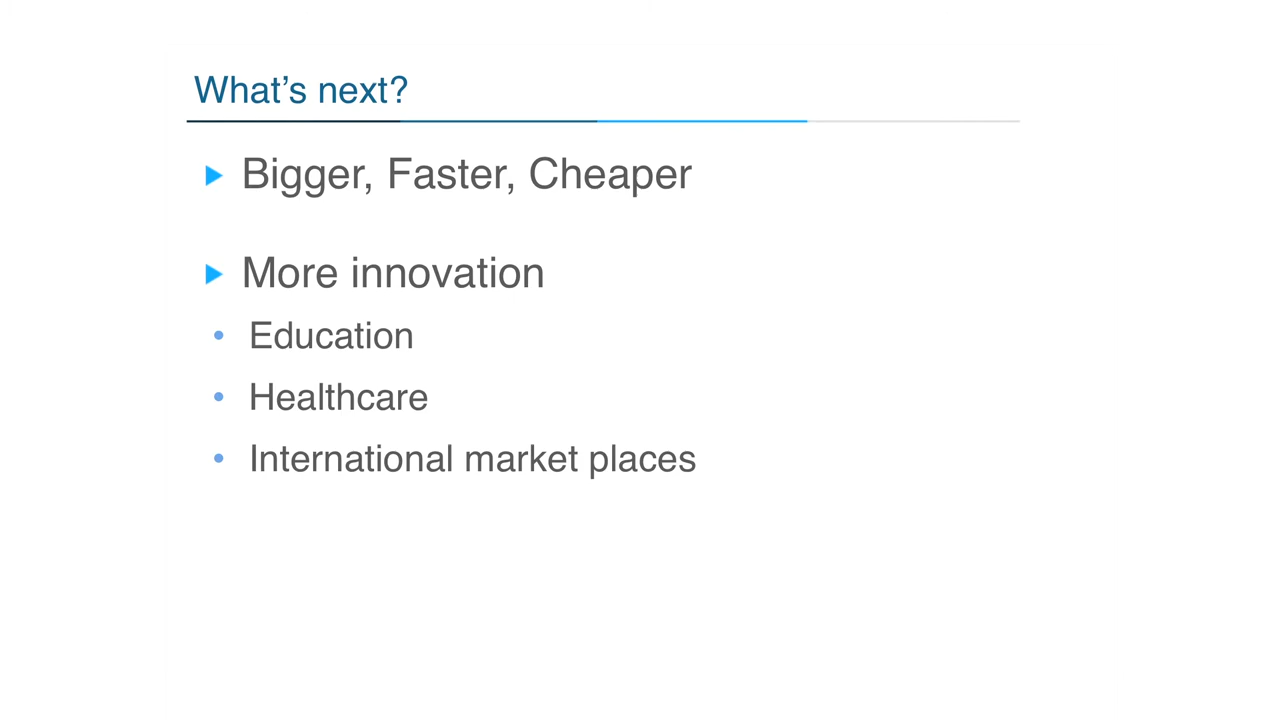 What’s next?
Bigger, Faster, Cheaper
More innovation
Education
Healthcare
International market places